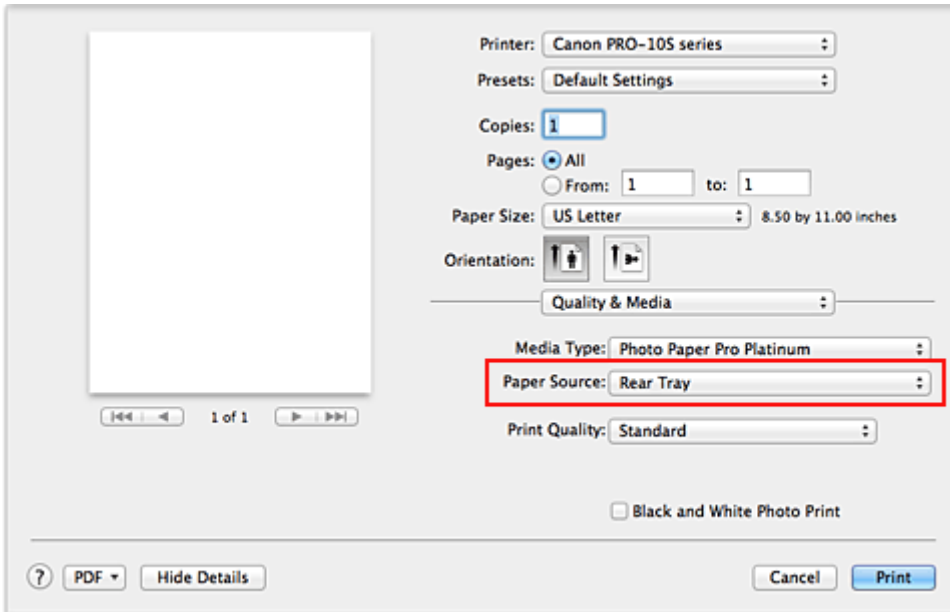 Printer: Canon PRO-10S series
Presets: Default Settings
Copies: 1
Pages: All
From: 1 to: 1
Paper Size: US Letter 8.50 by 11.00 inches
Orientation:
Quality & Media
Media Type: Photo Paper Pro Platinum
Paper Source: Rear Tray
1 of 1
Print Quality: Standard
Black and White Photo Print
? PDF Hide Details Cancel Print